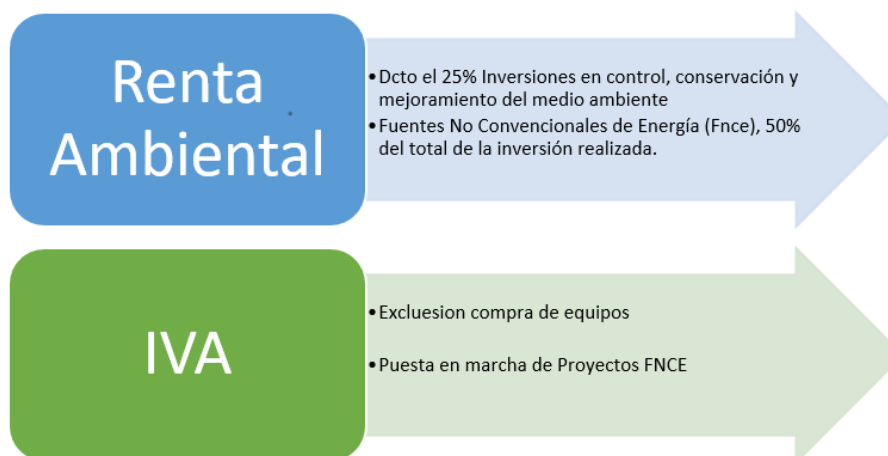 Renta
Ambiental
•Dcto el 25% Inversiones en control, conservación y
mejoramiento del medio ambiente
•Fuentes No Convencionales de Energía (Fnce), 50%
del total de la inversión realizada.
IVA
•Excluesion compra de equipos
•Puesta en marcha de Proyectos FNCE